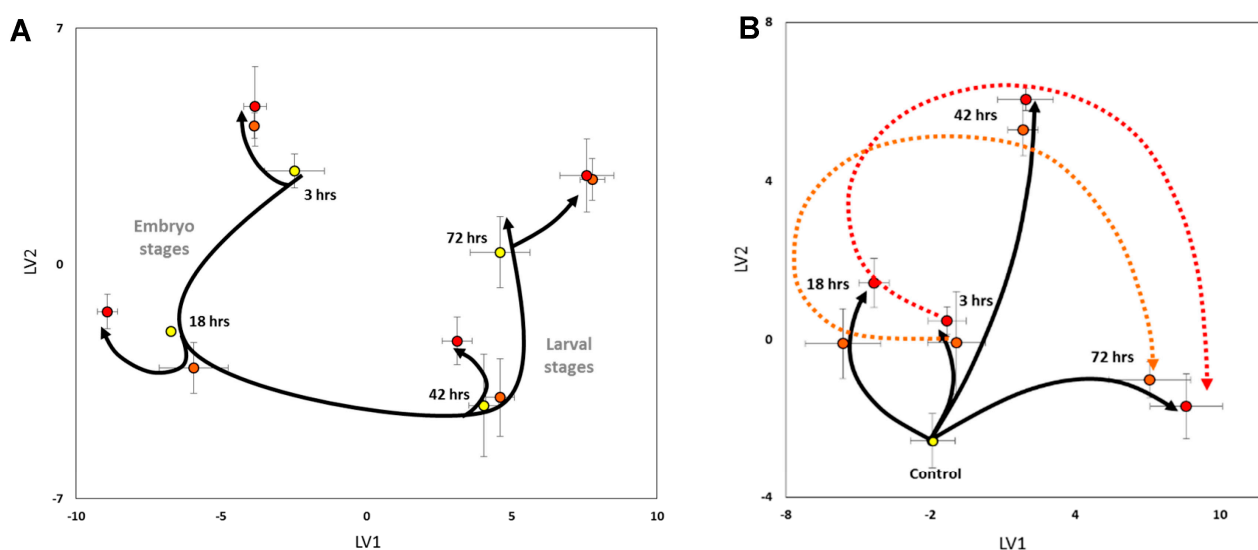 A
7
3 hrs
Embryo
stages
72 hrs
LV2
0
18 hrs
Larval
stages
42 hrs
-7
-10
-5
0
5
10
LV1
B
8
42 hrs
4
LV2
18 hrs
3 hrs
0
72 hrs
Control
-4
-8
-2
4
10
LV1